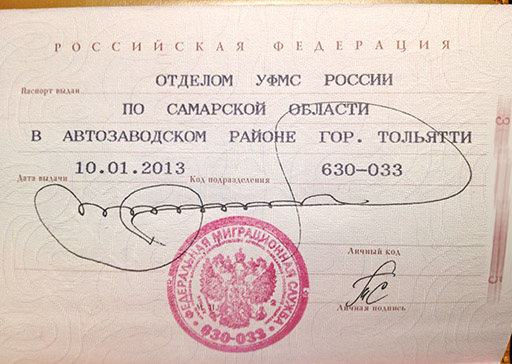 РОССИЙСКАЯ ФЕДЕРАЦИЯ
Паспорт выдан ОТДЕЛОМ УФМС РОССИИ
ПО САМАРСКОЙ ОБЛАСТИ
В АВТОЗАВОДСКОМ РАЙОНЕ ГОР. ТОЛЬЯТТИ
Дата выдачи 10.01.2013 Код подразделения 630-033
ФЕДЕРАЛЬНАЯ МИГРАЦИОННАЯ СЛУЖБА
630-033
Личный код
Личная подпись